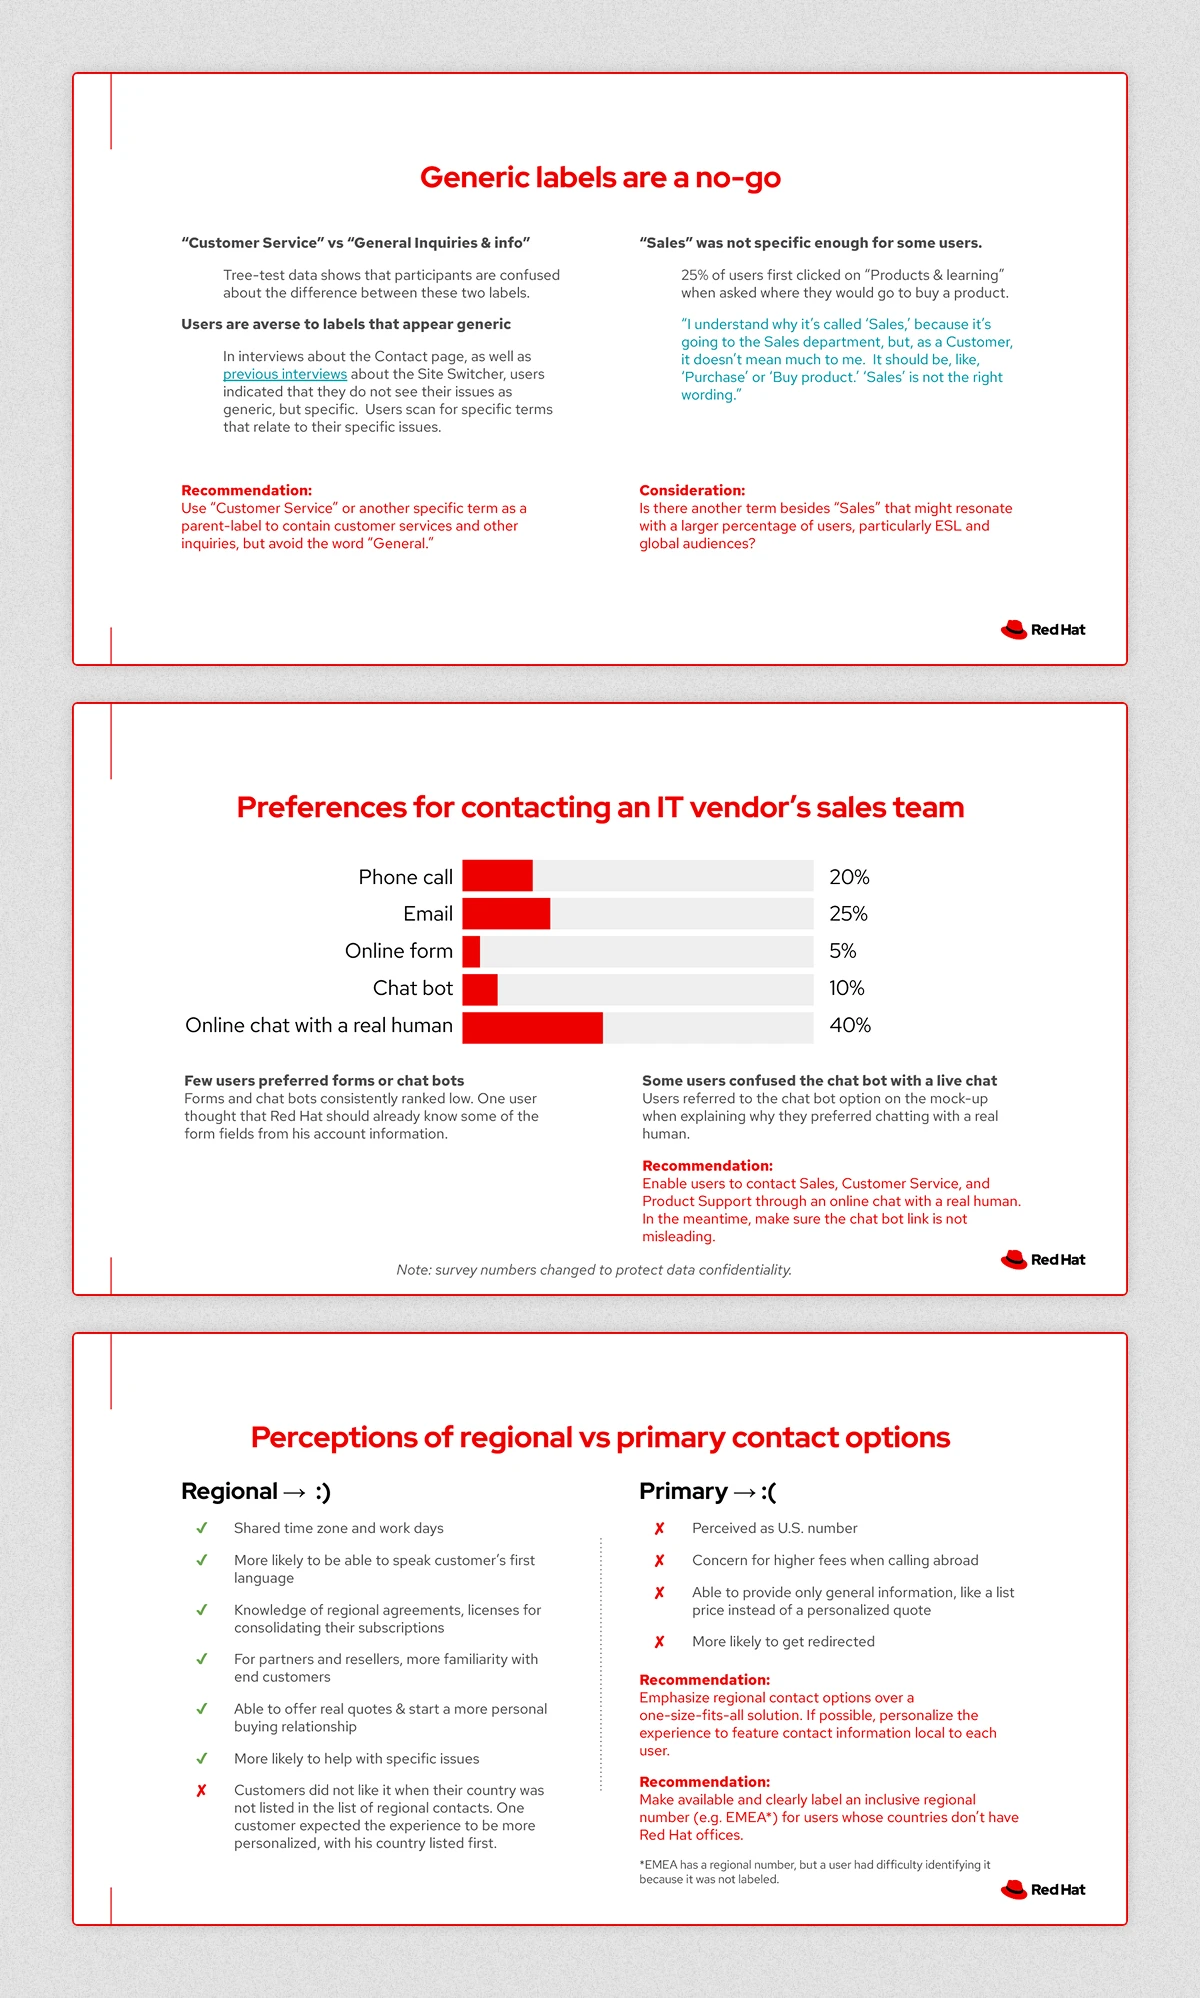 Generic labels are a no-go
“Customer Service” vs “General Inquiries & info”
Tree-test data shows that participants are confused
about the difference between these two labels.
Users are averse to labels that appear generic
In interviews about the Contact page, as well as
previous interviews about the Site Switcher, users
indicated that they do not see their issues as
generic, but specific.  Users scan for specific terms
that relate to their specific issues.
Recommendation:
Use “Customer Service” or another specific term as a
parent-label to contain customer services and other
inquiries, but avoid the word “General.”
“Sales” was not specific enough for some users.
25% of users first clicked on “Products & learning”
when asked where they would go to buy a product.
“I understand why it’s called ‘Sales,’ because it’s
going to the Sales department, but, as a Customer,
it doesn’t mean much to me.  It should be, like,
‘Purchase’ or ‘Buy product.’ ‘Sales’ is not the right
wording.”
Consideration:
Is there another term besides “Sales” that might resonate
with a larger percentage of users, particularly ESL and
global audiences?
Red Hat
Preferences for contacting an IT vendor’s sales team
Phone call 20%
Email 25%
Online form 5%
Chat bot 10%
Online chat with a real human 40%
Few users preferred forms or chat bots
Forms and chat bots consistently ranked low. One user
thought that Red Hat should already know some of the
form fields from his account information.
Some users confused the chat bot with a live chat
Users referred to the chat bot option on the mock-up
when explaining why they preferred chatting with a real
human.
Recommendation:
Enable users to contact Sales, Customer Service, and
Product Support through an online chat with a real human.
In the meantime, make sure the chat bot link is not
misleading.
Note: survey numbers changed to protect data confidentiality.
Red Hat
Perceptions of regional vs primary contact options
Regional → :)
✓ Shared time zone and work days
✓ More likely to be able to speak customer’s first
language
✓ Knowledge of regional agreements, licenses for
consolidating their subscriptions
✓ For partners and resellers, more familiarity with
end customers
✓ Able to offer real quotes & start a more personal
buying relationship
✓ More likely to help with specific issues
✗ Customers did not like it when their country was
not listed in the list of regional contacts. One
customer expected the experience to be more
personalized, with his country listed first.
Primary → :(
✗ Perceived as U.S. number
✗ Concern for higher fees when calling abroad
✗ Able to provide only general information, like a list
price instead of a personalized quote
✗ More likely to get redirected
Recommendation:
Emphasize regional contact options over a
one-size-fits-all solution. If possible, personalize the
experience to feature contact information local to each
user.
Recommendation:
Make available and clearly label an inclusive regional
number (e.g. EMEA*) for users whose countries don’t have
Red Hat offices.
*EMEA has a regional number, but a user had difficulty identifying it
because it was not labeled.
Red Hat